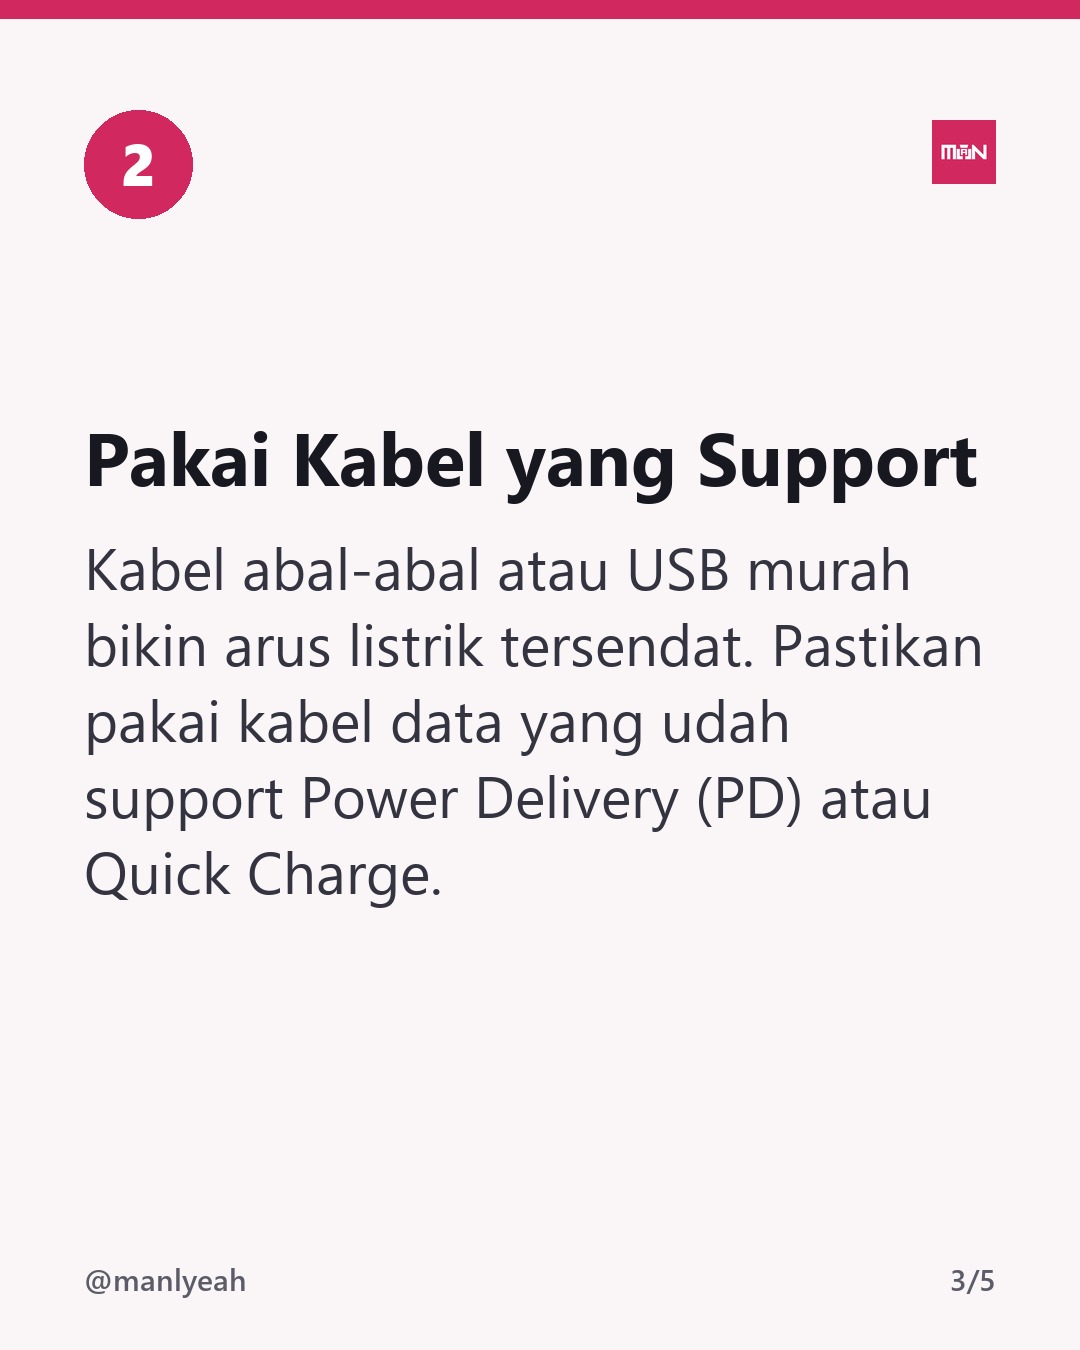 2
MAN
Pakai Kabel yang Support
Kabel abal-abal atau USB murah
bikin arus listrik tersendat. Pastikan
pakai kabel data yang udah
support Power Delivery (PD) atau
Quick Charge.
@manlyeah
3/5